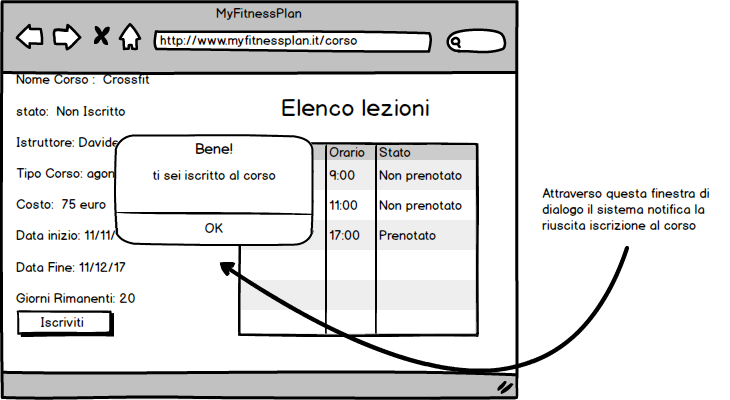 MyFitnessPlan
http://www.myfitnessplan.it/corso
Nome Corso : Crossfit
stato: Non Iscritto
Istruttore: Davide
Tipo Corso: agon
Costo: 75 euro
Data inizio: 11/11/
Data Fine: 11/12/17
Giorni Rimanenti: 20
Iscriviti
Bene!
ti sei iscritto al corso
OK
Elenco lezioni
Orario Stato
9:00 Non prenotato
11:00 Non prenotato
17:00 Prenotato
Attraverso questa finestra di
dialogo il sistema notifica la
riuscita iscrizione al corso